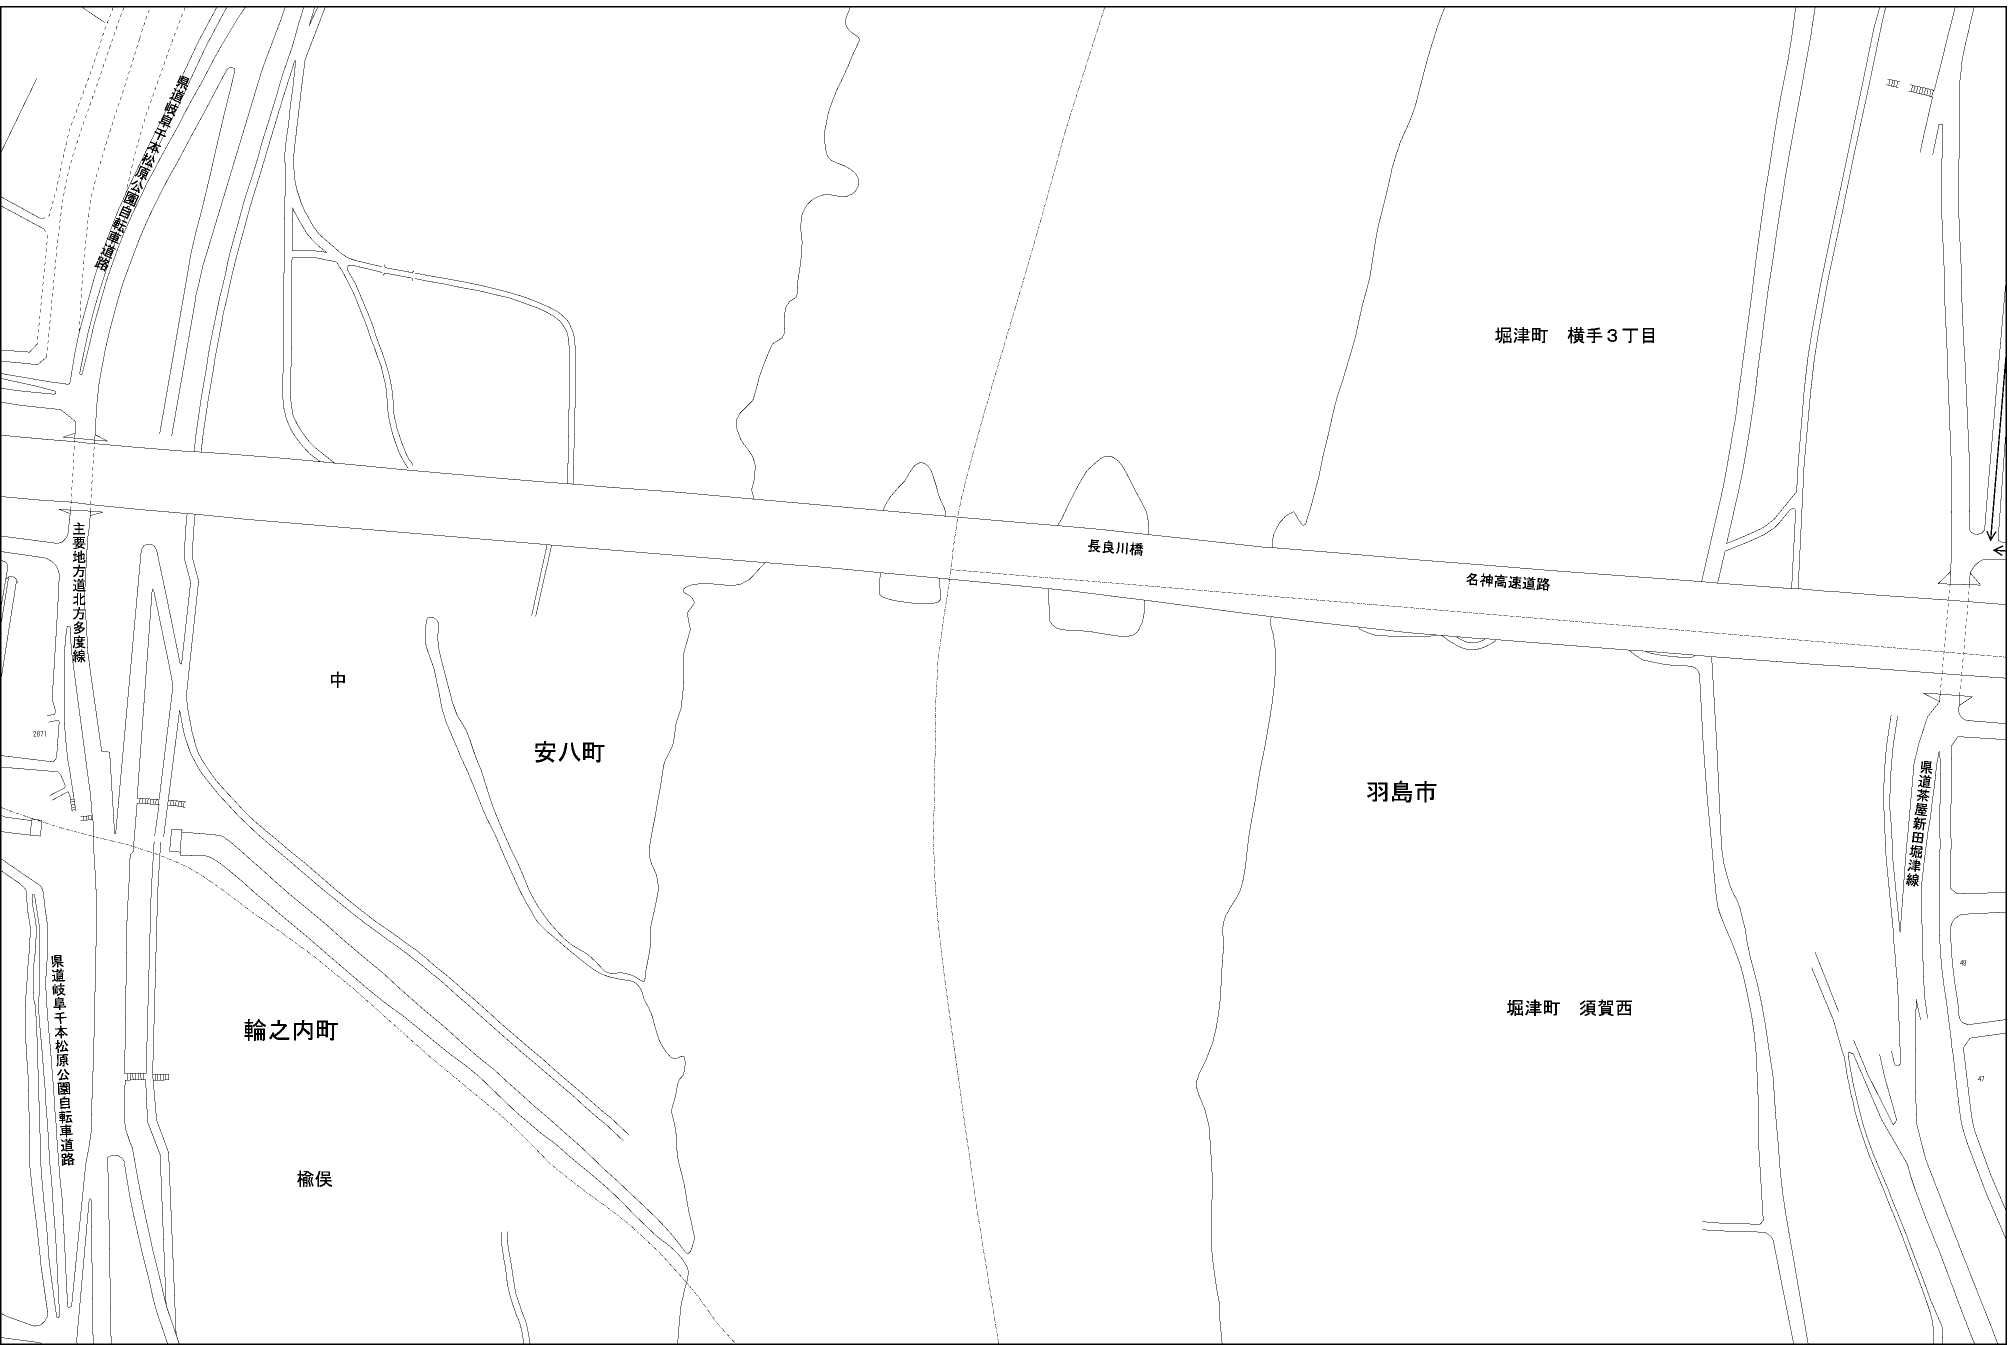 県道岐阜千本松原公園自転車道路
堀津町　横手３丁目
主要地方道北方多度線
長良川橋
名神高速道路
中
2871
安八町
羽島市
県道茶屋新田堀津線
県道岐阜千本松原公園自転車道路
49
堀津町　須賀西
輪之内町
47
楡俣